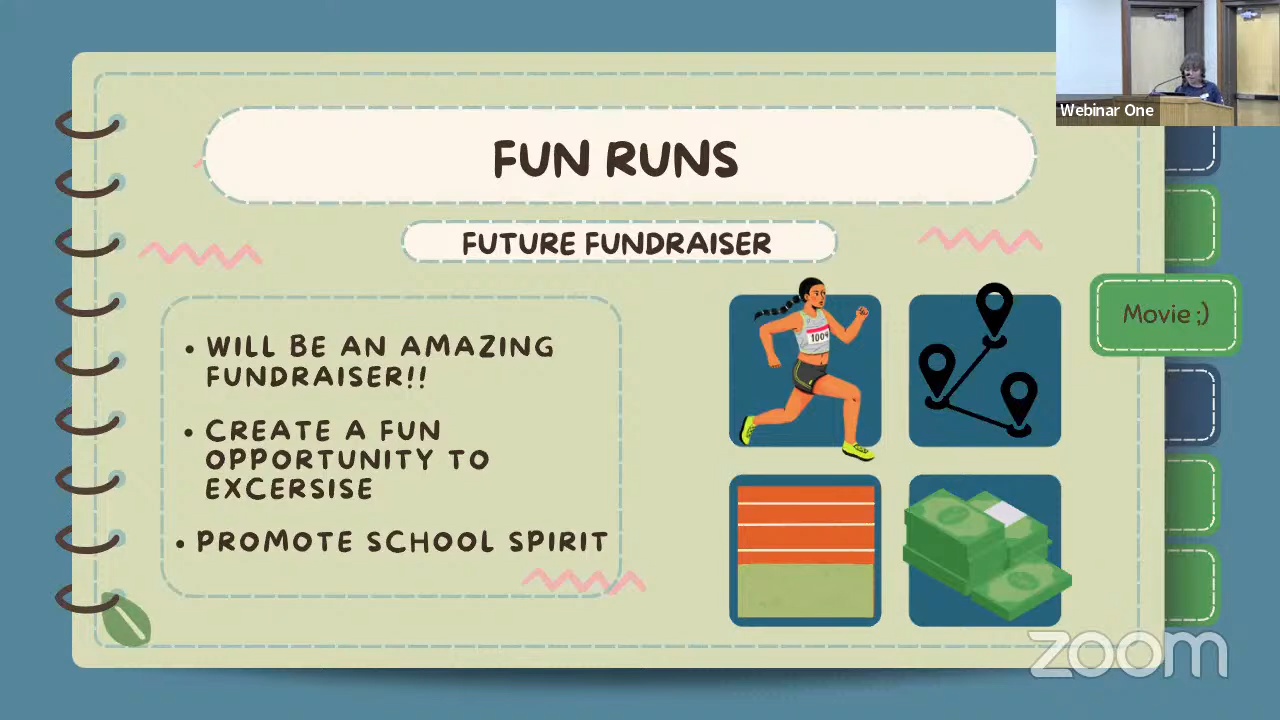 Webinar One
FUN RUNS
FUTURE FUNDRAISER
• WILL BE AN AMAZING
FUNDRAISER!!
• CREATE A FUN
OPPORTUNITY TO
EXCERSISE
• PROMOTE SCHOOL SPIRIT
1004
Movie ;)
zoom